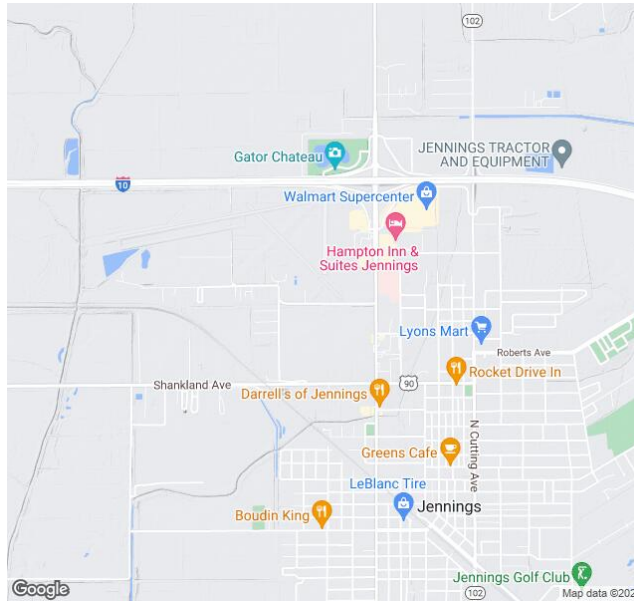 102
Gator Chateau
JENNINGS TRACTOR
AND EQUIPMENT
10
Walmart Supercenter
Hampton Inn &
Suites Jennings
Lyons Mart
Roberts Ave
Rocket Drive In
Shankland Ave
90
Darrell's of Jennings
N Cutting Ave
Greens Cafe
LeBlanc Tire
Jennings
Boudin King
Jennings Golf Club
Google
102
Map data ©202